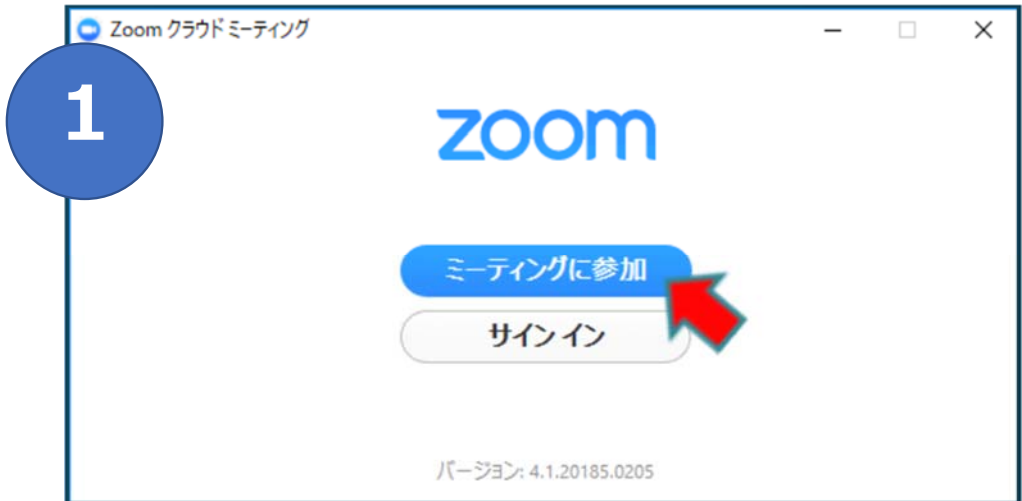 Zoom クラウド ミーティング
1
zoom
ミーティングに参加
サイン イン
バージョン: 4.1.20185.0205